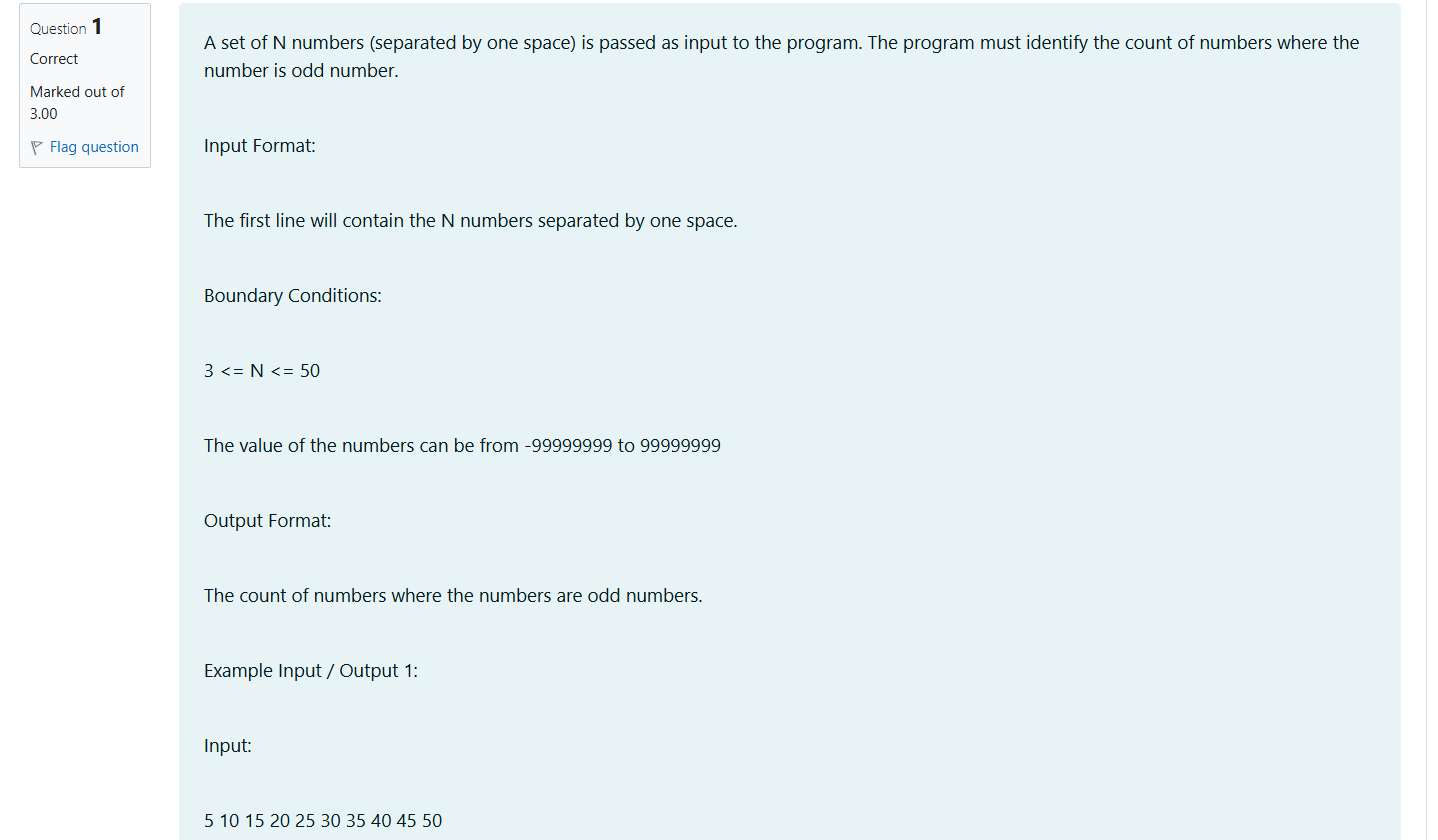 Question 1
Correct
Marked out of
3.00
Flag question
A set of N numbers (separated by one space) is passed as input to the program. The program must identify the count of numbers where the
number is odd number.
Input Format:
The first line will contain the N numbers separated by one space.
Boundary Conditions:
3 <= N <= 50
The value of the numbers can be from -99999999 to 99999999
Output Format:
The count of numbers where the numbers are odd numbers.
Example Input / Output 1:
Input:
5 10 15 20 25 30 35 40 45 50